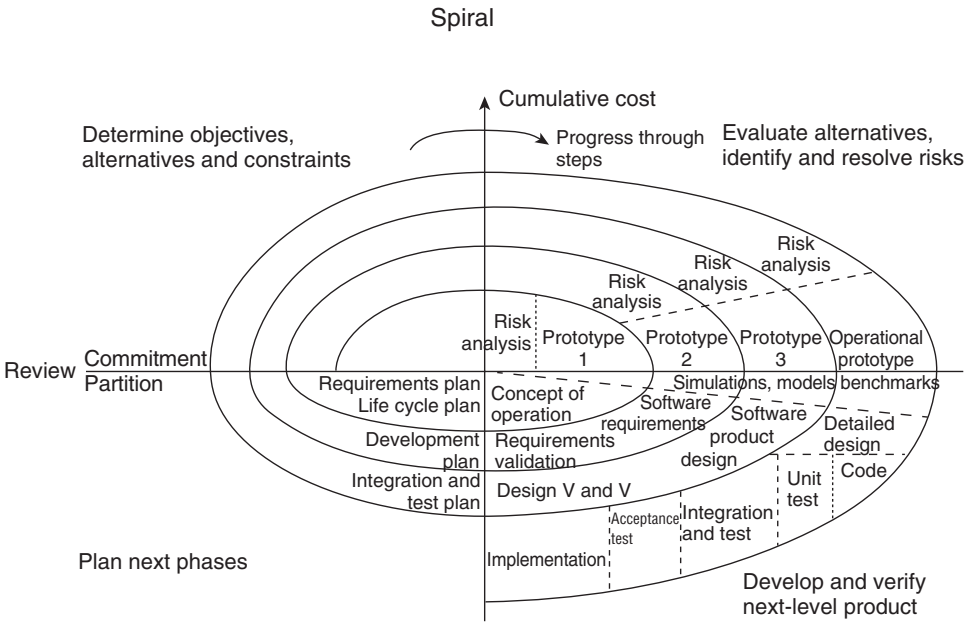 Spiral
Cumulative cost
Determine objectives,
alternatives and constraints
Progress through
steps
Evaluate alternatives,
identify and resolve risks
Risk
analysis
Risk
analysis
Risk
analysis
Risk
analysis
Prototype
1
Prototype
2
Prototype
3
Operational
prototype
Review
Commitment
Partition
Requirements plan
Life cycle plan
Concept of
operation
Simulations, models benchmarks
Software
requirements
Software
product
design
Detailed
design
Development
plan
Requirements
validation
Integration and
test plan
Design V and V
Unit
test
Code
Implementation
Acceptance
test
Integration
and test
Plan next phases
Develop and verify
next-level product